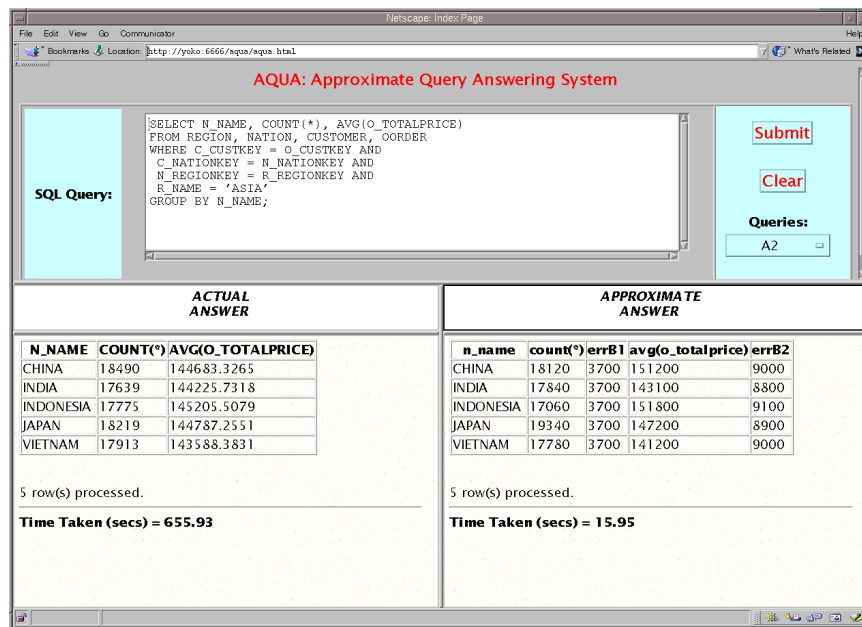 Netscape: Index Page
File Edit View Go Communicator Help
Bookmarks Location: http://yoko:6666/aqua/aqua.html What's Related
AQUA: Approximate Query Answering System
SQL Query:
SELECT N_NAME, COUNT(*), AVG(O_TOTALPRICE)
FROM REGION, NATION, CUSTOMER, OORDER
WHERE C_CUSTKEY = O_CUSTKEY AND
C_NATIONKEY = N_NATIONKEY AND
N_REGIONKEY = R_REGIONKEY AND
R_NAME = 'ASIA'
GROUP BY N_NAME;
Submit
Clear
Queries:
A2
ACTUAL
ANSWER
N_NAME COUNT(*) AVG(O_TOTALPRICE)
CHINA 18490 144683.3265
INDIA 17639 144225.7318
INDONESIA 17775 145205.5079
JAPAN 18219 144787.2551
VIETNAM 17913 143588.3831
5 row(s) processed.
Time Taken (secs) = 655.93
APPROXIMATE
ANSWER
n_name count(*) errB1 avg(o_totalprice) errB2
CHINA 18120 3700 151200 9000
INDIA 17840 3700 143100 8800
INDONESIA 17060 3700 151800 9100
JAPAN 19340 3700 147200 8900
VIETNAM 17780 3700 141200 9000
5 row(s) processed.
Time Taken (secs) = 15.95